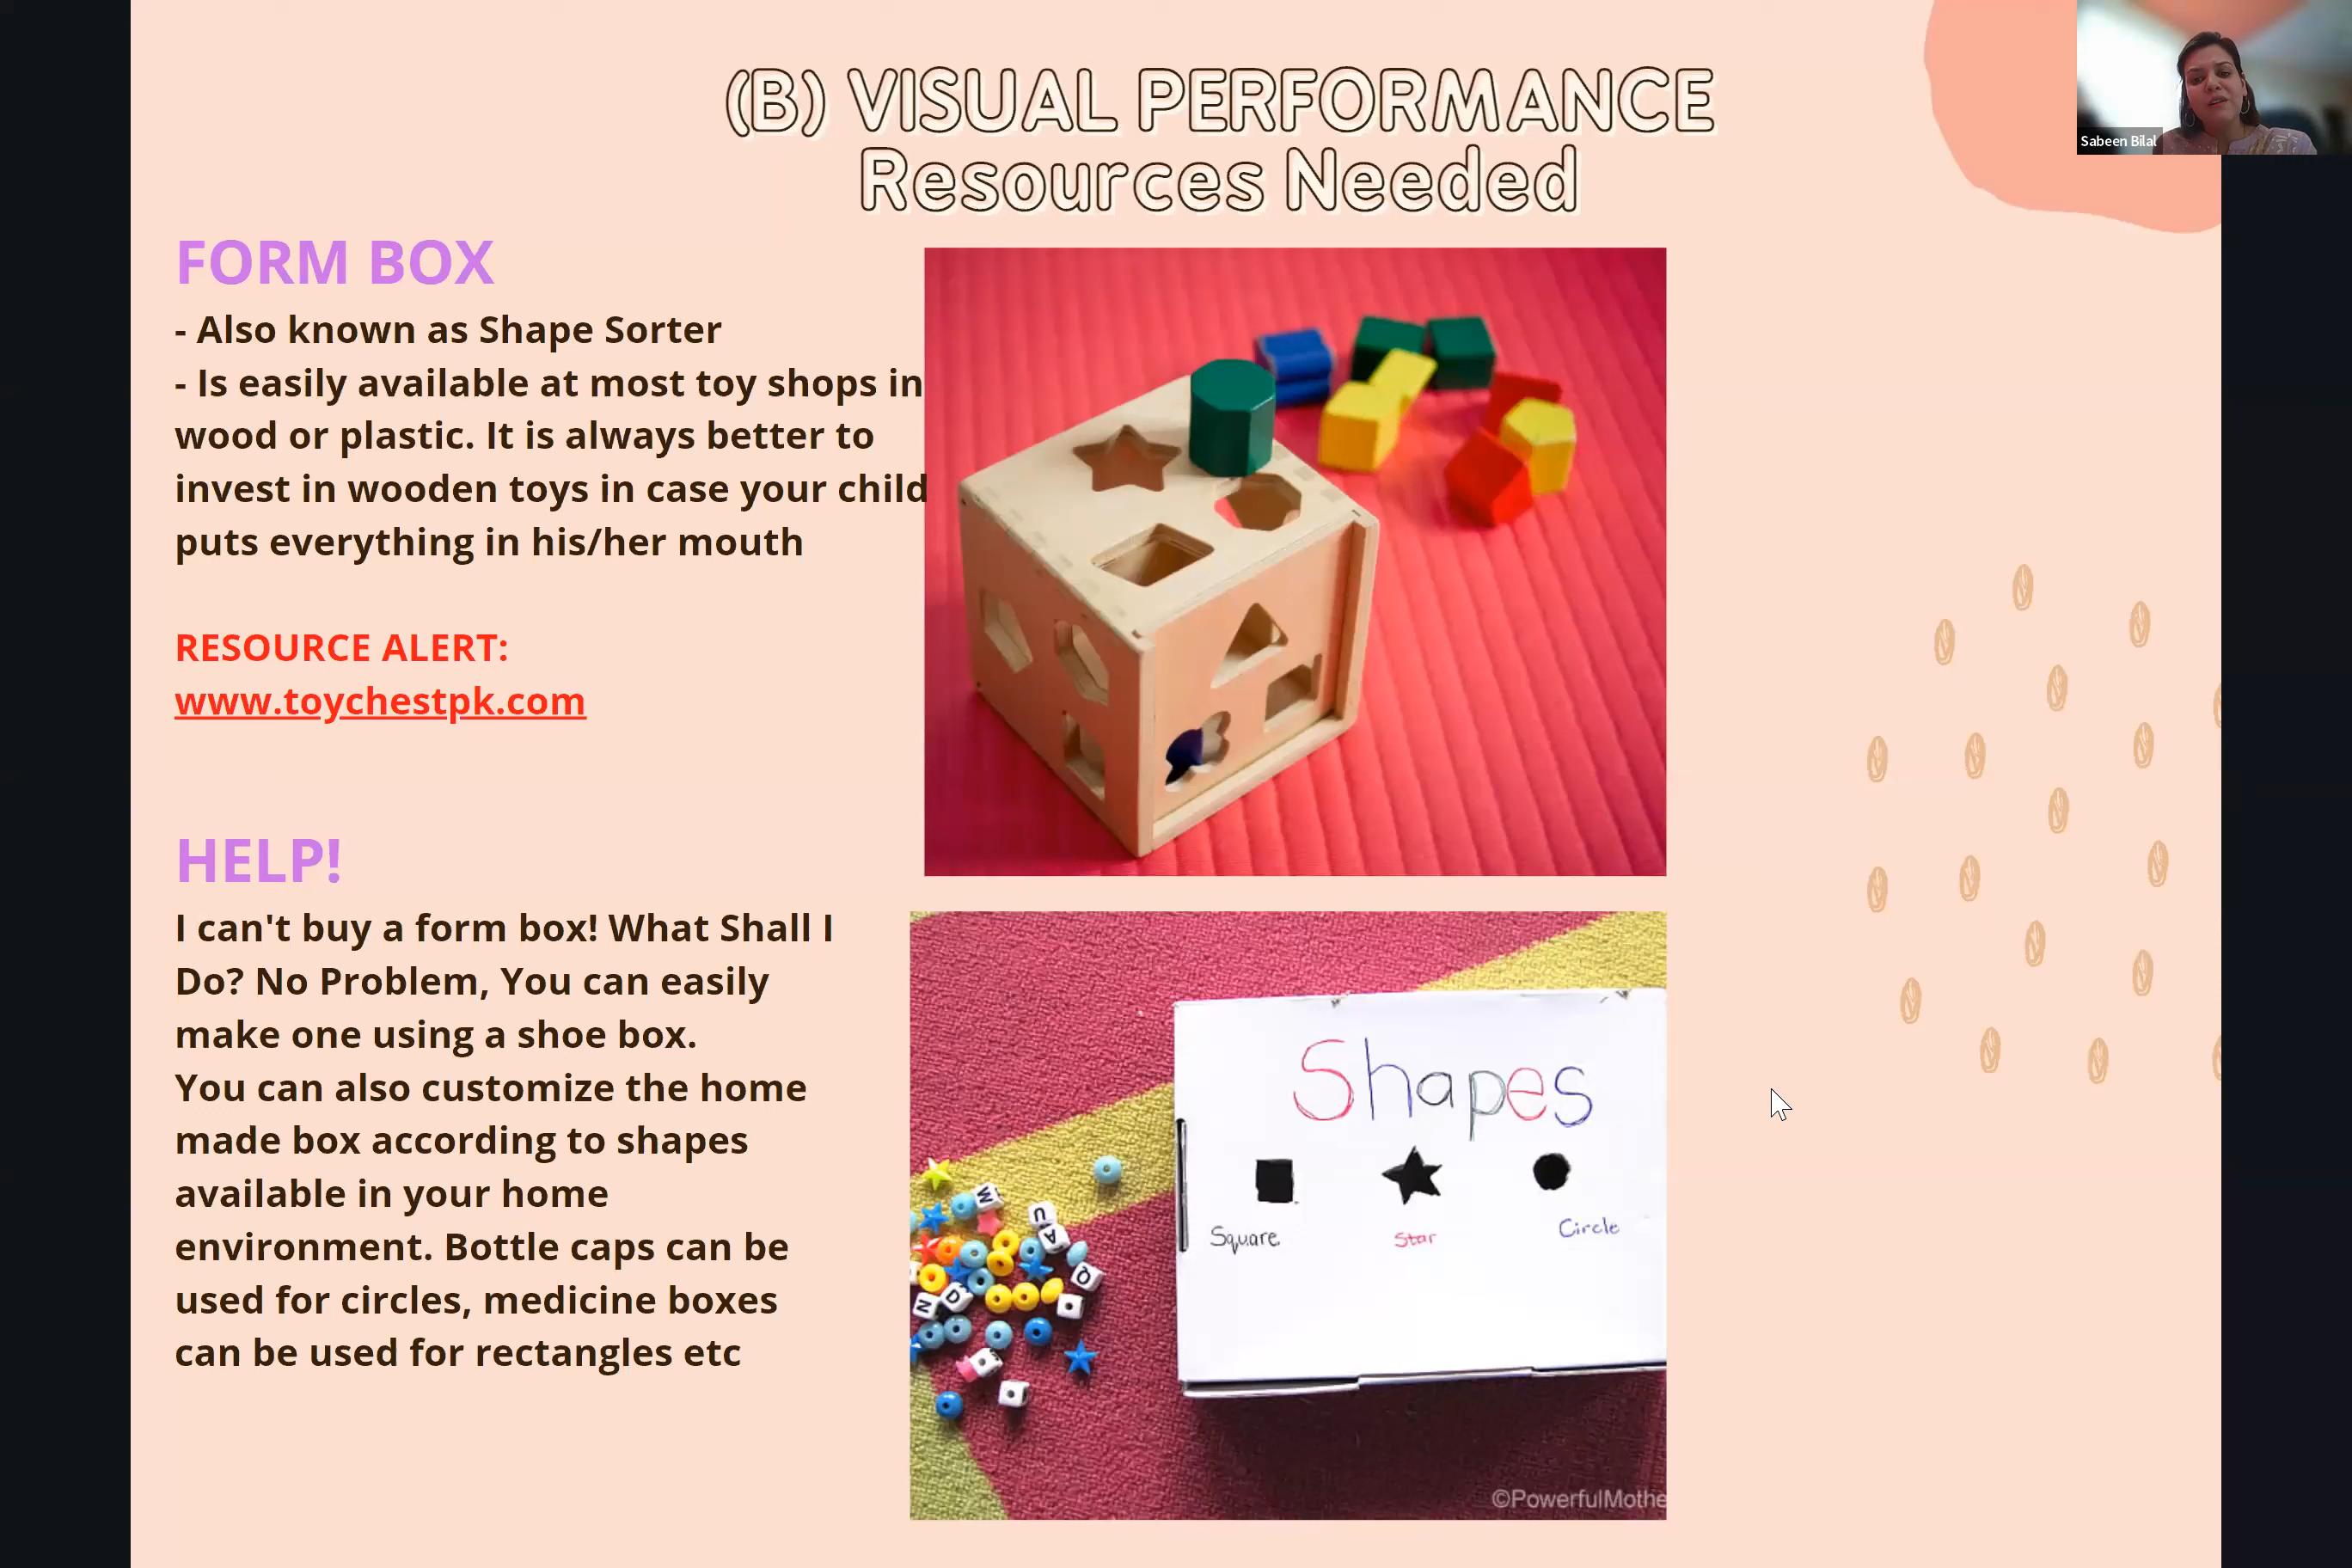 (B) VISUAL PERFORMANCE
Resources Needed
Sabeen Bilal
FORM BOX
- Also known as Shape Sorter
- Is easily available at most toy shops in
wood or plastic. It is always better to
invest in wooden toys in case your child
puts everything in his/her mouth
RESOURCE ALERT:
www.toychestpk.com
HELP!
I can't buy a form box! What Shall I
Do? No Problem, You can easily
make one using a shoe box.
You can also customize the home
made box according to shapes
available in your home
environment. Bottle caps can be
used for circles, medicine boxes
can be used for rectangles etc
Shapes
Square Star Circle
W
U
A
Q
N D
©PowerfulMothe